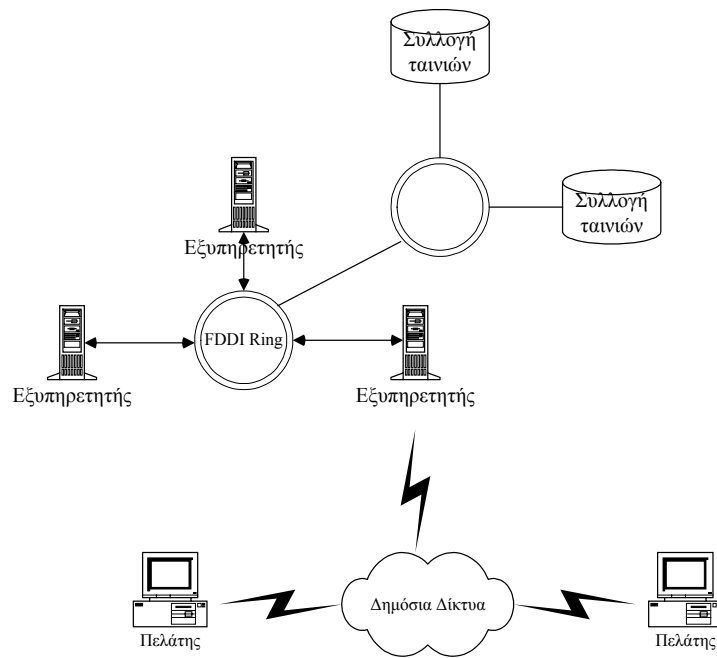 Συλλογή
ταινιών
Συλλογή
ταινιών
Εξυπηρετητής
FDDI Ring
Εξυπηρετητής
Εξυπηρετητής
Δημόσια Δίκτυα
Πελάτης
Πελάτης